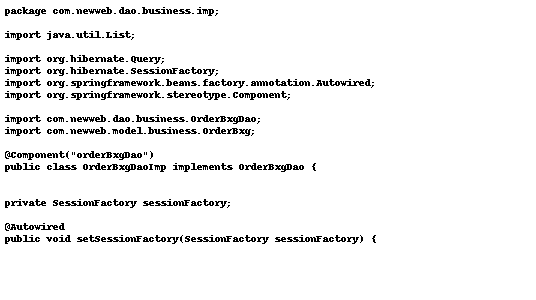 package com.newweb.dao.business.imp;
import java.util.List;
import org.hibernate.Query;
import org.hibernate.SessionFactory;
import org.springframework.beans.factory.annotation.Autowired;
import org.springframework.stereotype.Component;
import com.newweb.dao.business.OrderBxgDao;
import com.newweb.model.business.OrderBxg;
@Component("orderBxgDao")
public class OrderBxgDaoImp implements OrderBxgDao {
private SessionFactory sessionFactory;
@Autowired
public void setSessionFactory(SessionFactory sessionFactory) {